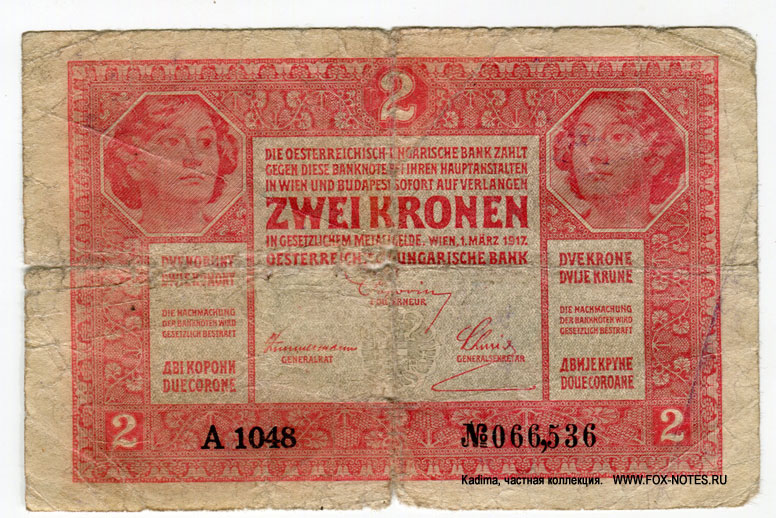 2
DIE OESTERREICHISCH-UNGARISCHE BANK ZAHLT
GEGEN DIESE BANKNOTE BEI IHREN HAUPTANSTALTEN
IN WIEN UND BUDAPEST SOFORT AUF VERLANGEN
ZWEI KRONEN
IN GESETZLICHEM METALLGELDE. WIEN, 1. MÄRZ 1917.
OESTERREICHISCH-UNGARISCHE BANK
GOUVERNEUR
GENERALRAT
GENERALSEKRETÄR
DIE NACHMACHUNG
DER BANKNOTEN WIRD
GESETZLICH BESTRAFT
ДВІ КОРОНИ
DUE CORONE
DVE KRONE
DVIJE KRUNE
DIE NACHMACHUNG
DER BANKNOTEN WIRD
GESETZLICH BESTRAFT
ДВИЈЕ КРУНЕ
DOUE COROANE
2
A 1048
№066,536
2
Kadima, частная коллекция. WWW.FOX-NOTES.RU